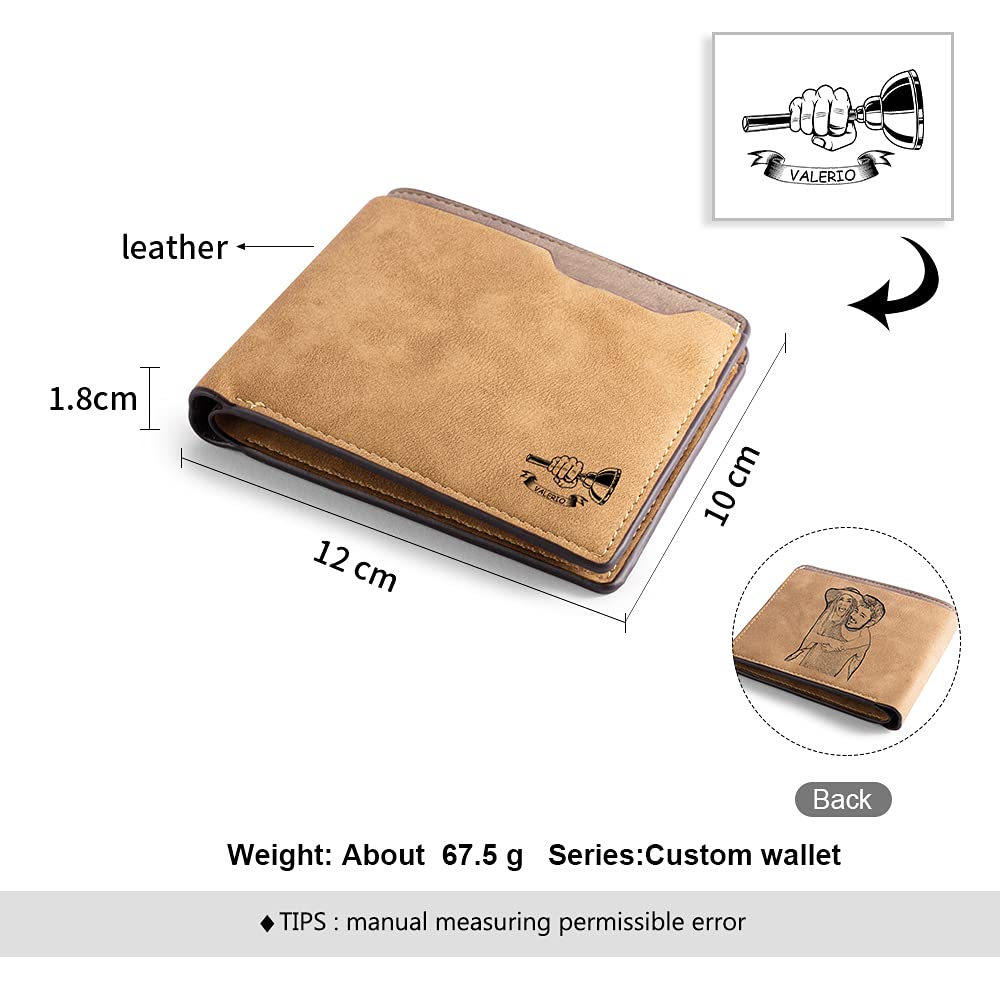 VALERIO
leather
1.8cm
VALERIO
10 cm
12 cm
Back
Weight: About 67.5 g Series:Custom wallet
♦TIPS : manual measuring permissible error